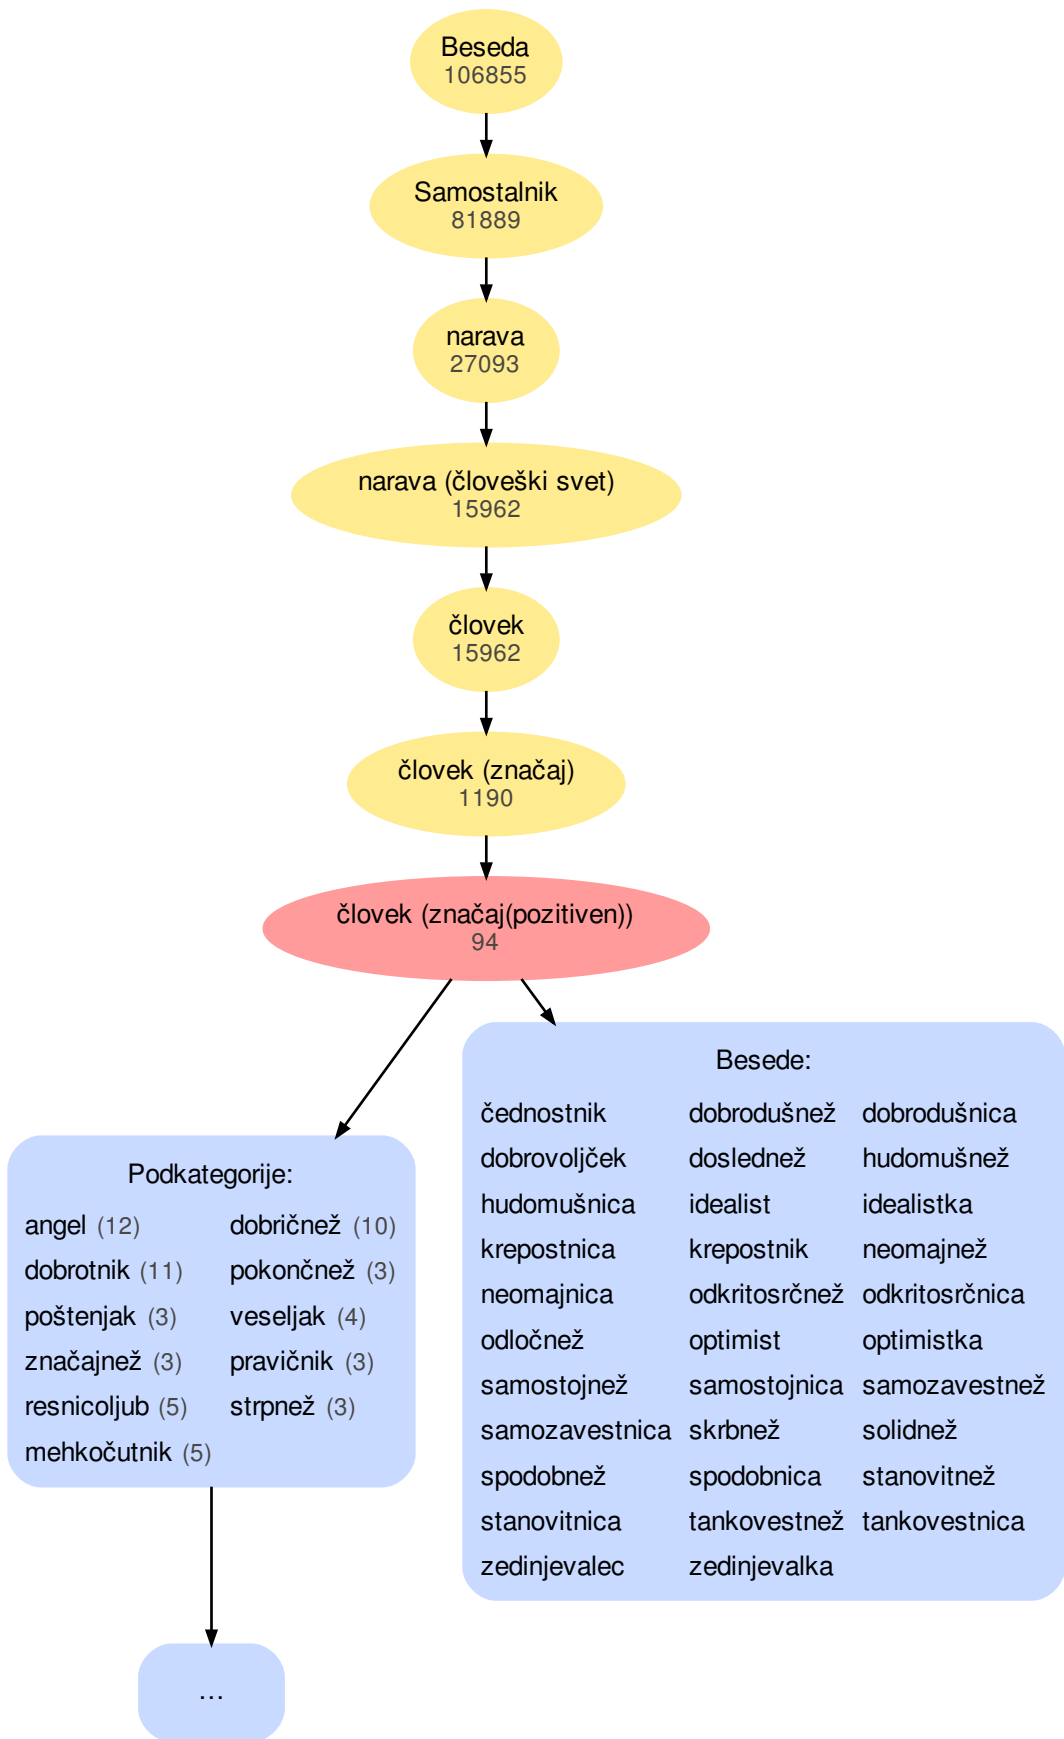 Beseda
106855
Samostalnik
81889
narava
27093
narava (človeški svet)
15962
človek
15962
človek (značaj)
1190
človek (značaj(pozitiven))
94
Podkategorije:
angel (12) dobričnež (10)
dobrotnik (11) pokončnež (3)
poštenjak (3) veseljak (4)
značajnež (3) pravičnik (3)
resnicoljub (5) strpnež (3)
mehkočutnik (5)
...
Besede:
čednostnik dobrodušnež dobrodušnica
dobrovoljček doslednež hudomušnež
hudomušnica idealist idealistka
krepostnica krepostnik neomajnež
neomajnica odkritosrčnež odkritosrčnica
odločnež optimist optimistka
samostojnež samostojnica samozavestnež
samozavestnica skrbnež solidnež
spodobnež spodobnica stanovitnež
stanovitnica tankovestnež tankovestnica
zedinjevalec zedinjevalka